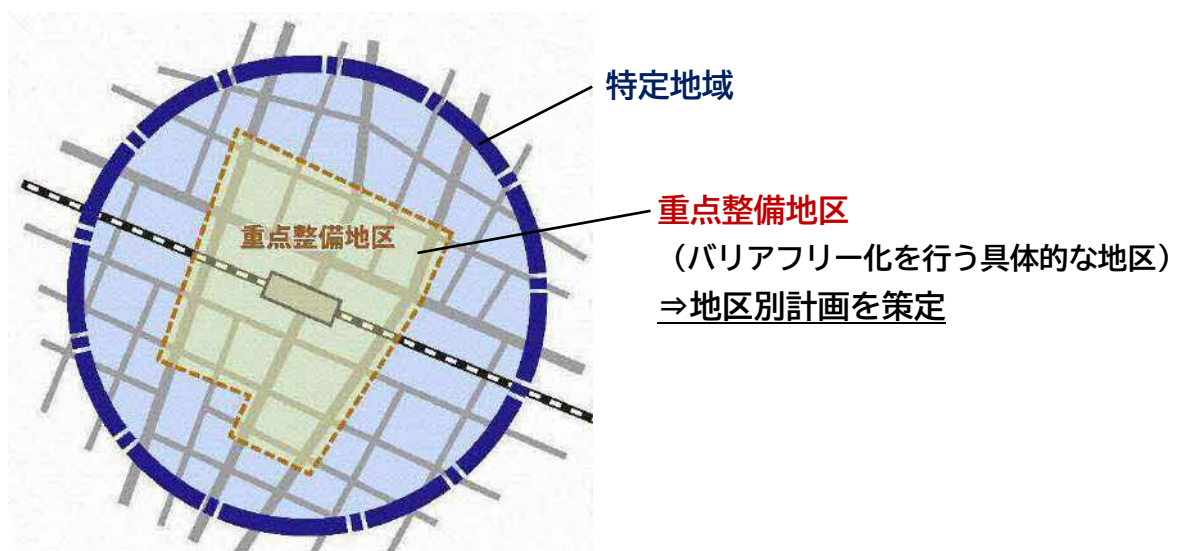 特定地域
重点整備地区
重点整備地区
（バリアフリー化を行う具体的な地区）
⇒地区別計画を策定